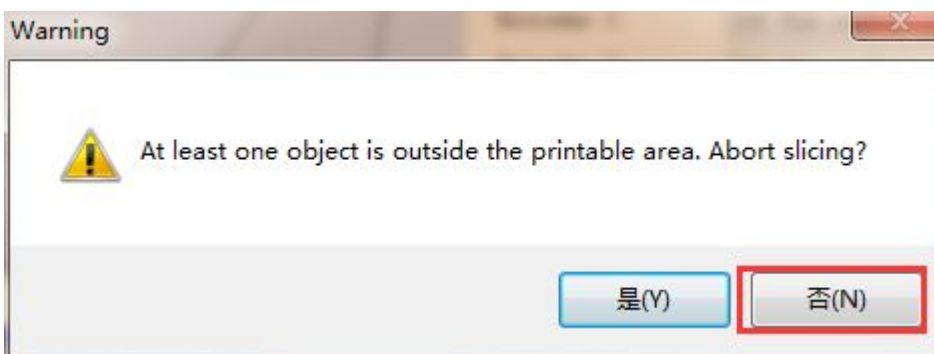 Warning
At least one object is outside the printable area. Abort slicing?
是(Y)
否(N)